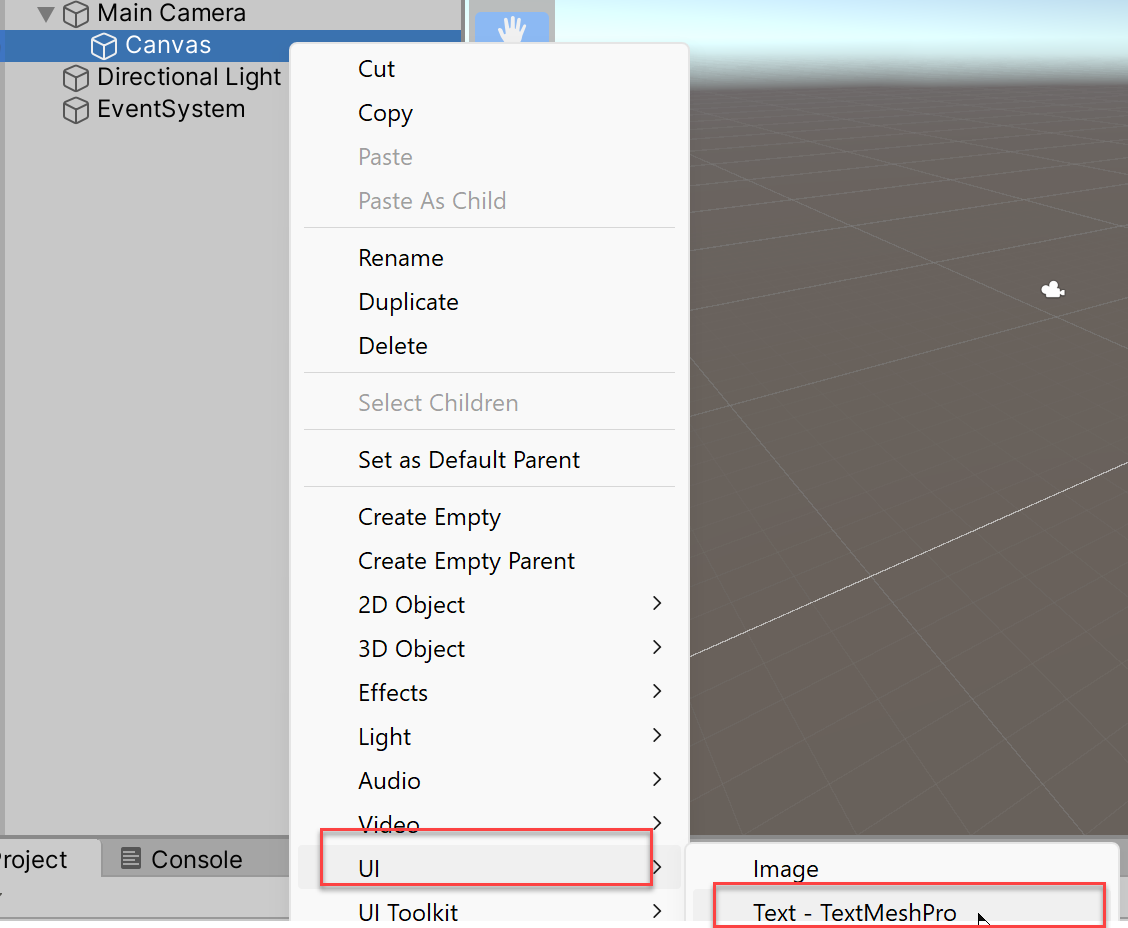 Main Camera
Canvas
Directional Light
EventSystem
Cut
Copy
Paste
Paste As Child
Rename
Duplicate
Delete
Select Children
Set as Default Parent
Create Empty
Create Empty Parent
2D Object
3D Object
Effects
Light
Audio
Video
UI
UI Toolkit
Image
Text - TextMeshPro
roject
Console